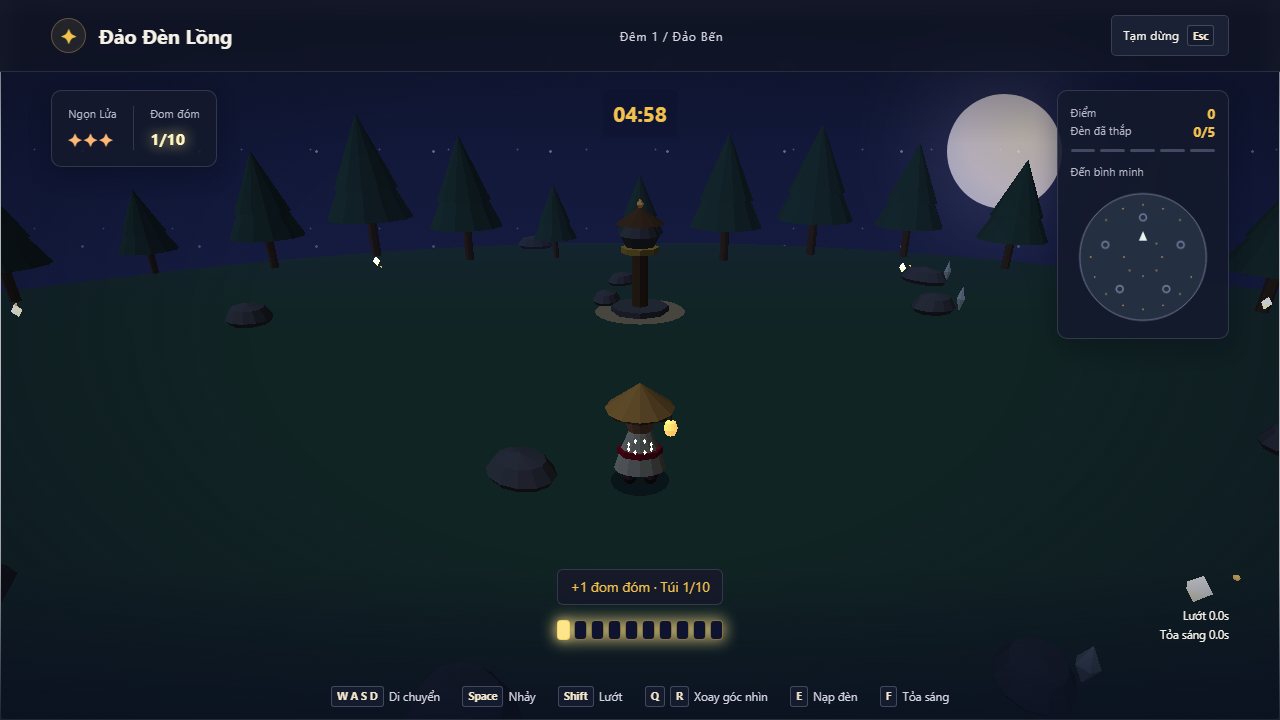 Đảo Đèn Lồng
Đêm 1 / Đảo Bến
Tạm dừng Esc
Ngọn Lửa
Đom đóm
1/10
04:58
Điểm 0
Đèn đã thắp 0/5
Đến bình minh
+1 đom đóm · Túi 1/10
Lướt 0.0s
Tỏa sáng 0.0s
W A S D Di chuyển Space Nhảy Shift Lướt Q R Xoay góc nhìn E Nạp đèn F Tỏa sáng